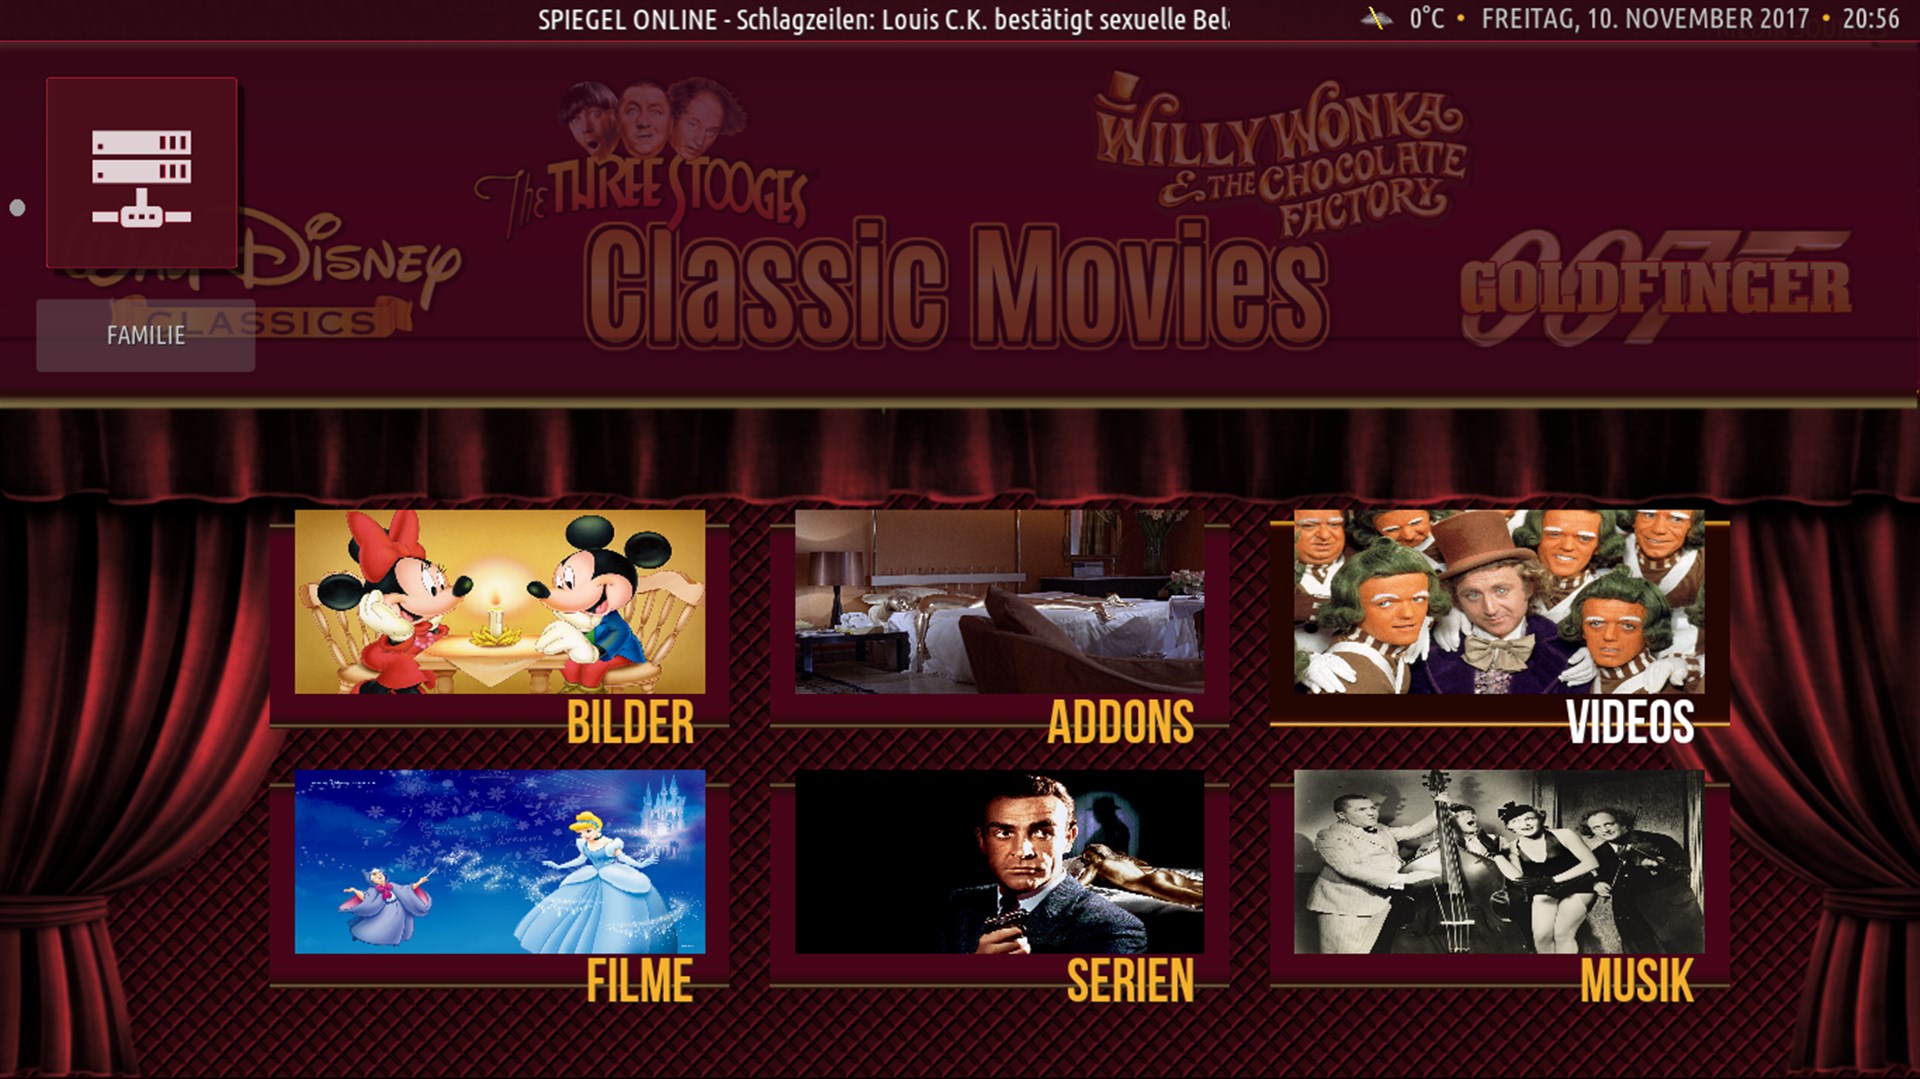 SPIEGEL ONLINE - Schlagzeilen: Louis C.K. bestätigt sexuelle Bel
0°C • FREITAG, 10. NOVEMBER 2017 • 20:56
The THREE STOOGES
WILLY WONKA
& THE CHOCOLATE
FACTORY
WALT DISNEY
CLASSICS
Classic Movies
007
GOLDFINGER
FAMILIE
BILDER
ADDONS
VIDEOS
FILME
SERIEN
MUSIK